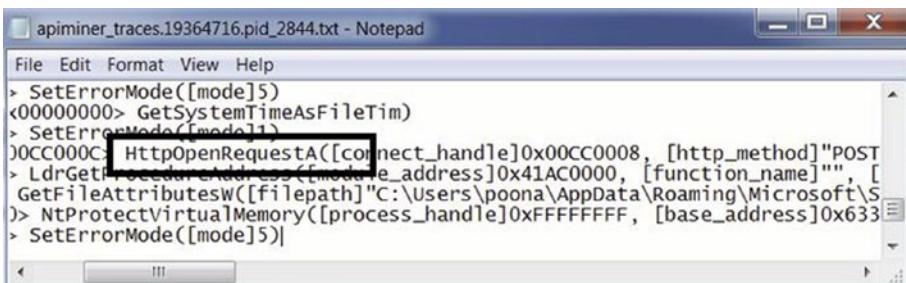 apiminer_traces.19364716.pid_2844.txt - Notepad
File Edit Format View Help
> SetErrorMode([mode]5)
<00000000> GetSystemTimeAsFileTim)
> SetErrorMode([mode]1)
00CC000C> HttpOpenRequestA([connect_handle]0x00CC0008, [http_method]"POST
> LdrGetProcedureAddress([module_address]0x41AC0000, [function_name]"", [
GetFileAttributesW([filepath]"C:\Users\poona\AppData\Roaming\Microsoft\S
)> NtProtectVirtualMemory([process_handle]0xFFFFFFFF, [base_address]0x633
> SetErrorMode([mode]5)